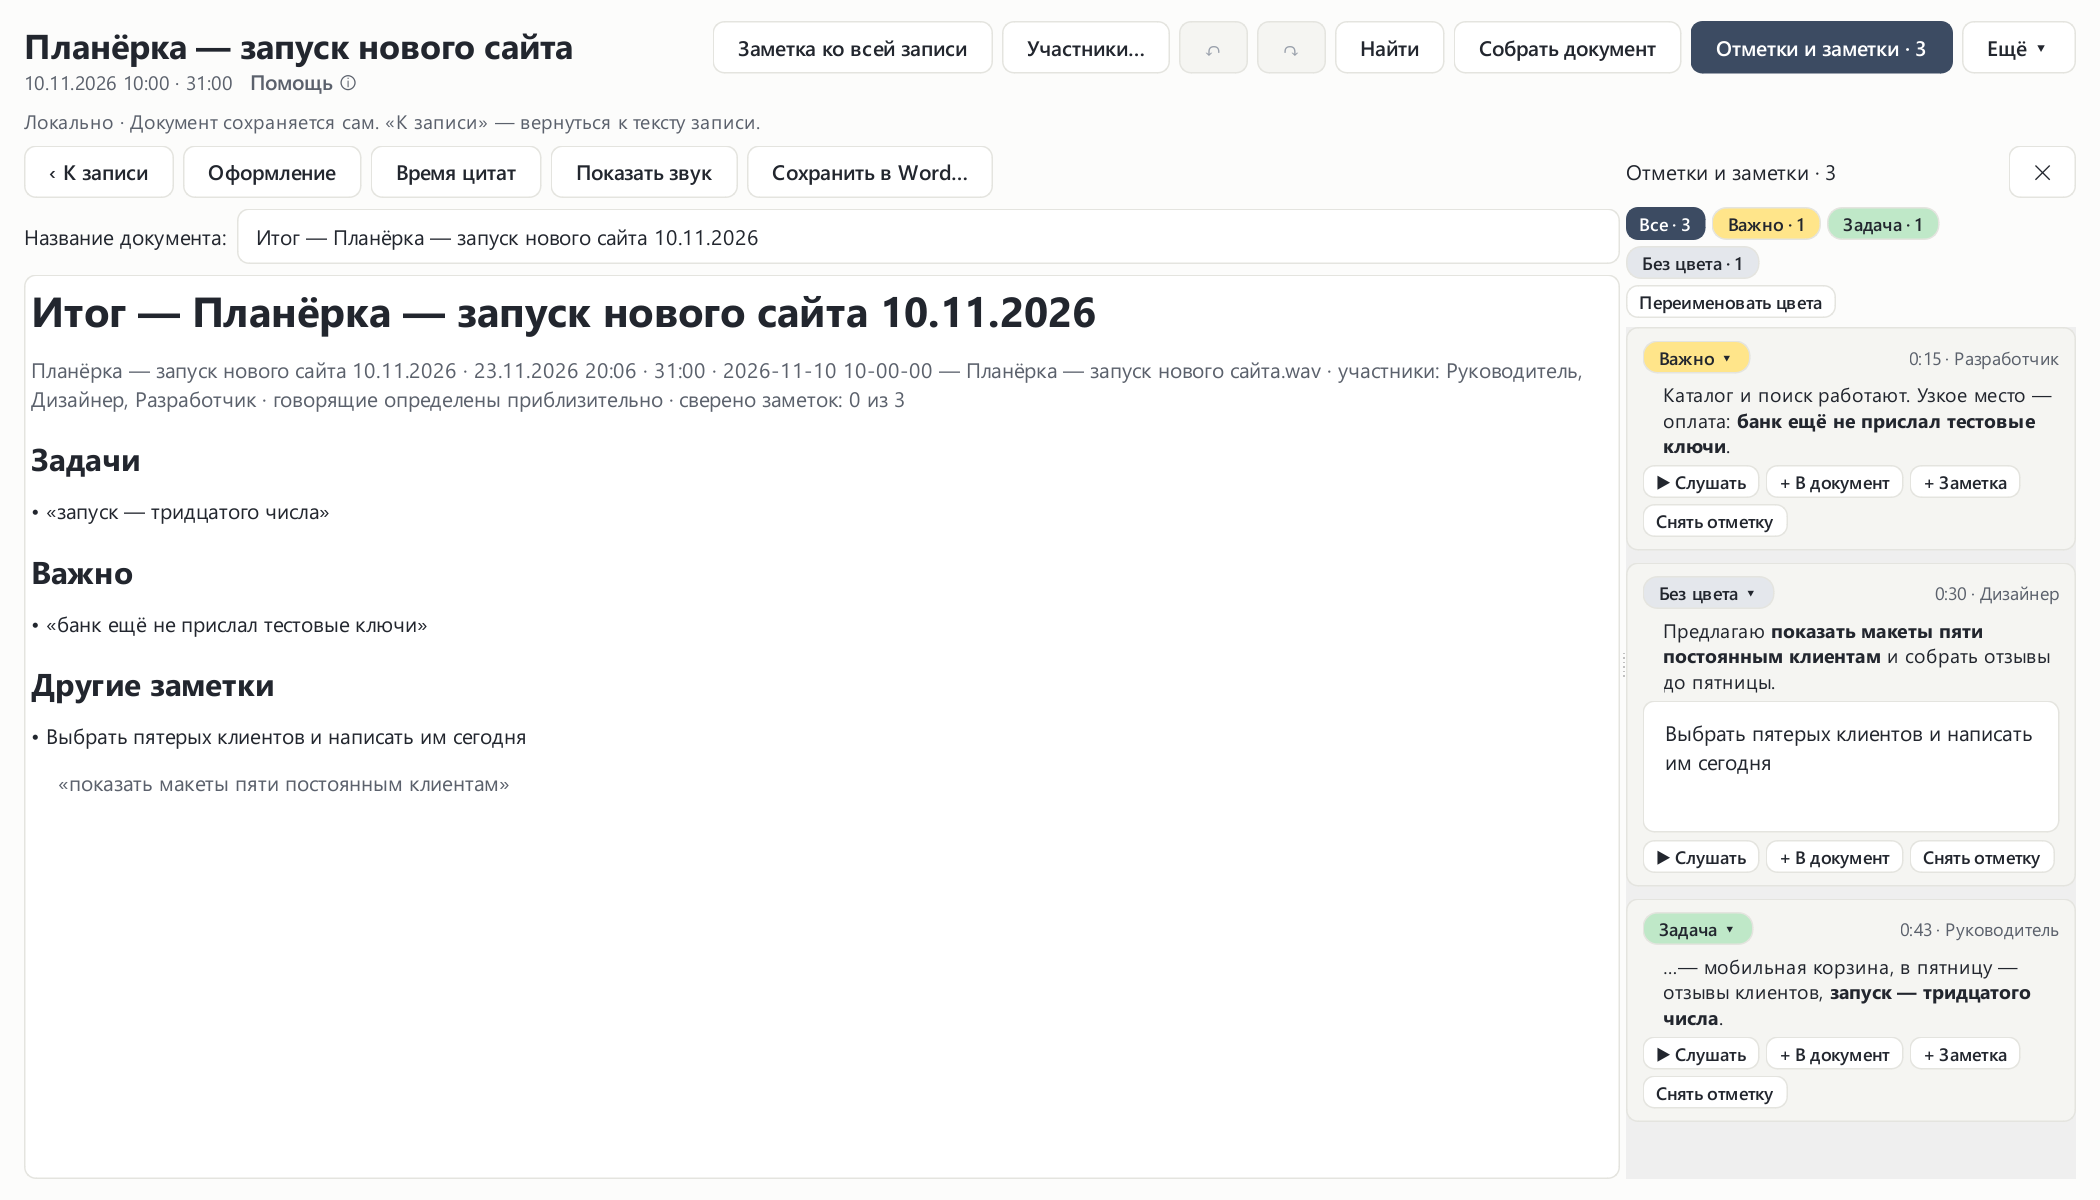 Планёрка — запуск нового сайта
Заметка ко всей записи
Участники...
Найти
Собрать документ
Отметки и заметки · 3
Ещё ▾
10.11.2026 10:00 · 31:00 Помощь ⓘ
Локально · Документ сохраняется сам. «К записи» — вернуться к тексту записи.
‹ К записи
Оформление
Время цитат
Показать звук
Сохранить в Word...
Название документа:
Итог — Планёрка — запуск нового сайта 10.11.2026
Итог — Планёрка — запуск нового сайта 10.11.2026
Планёрка — запуск нового сайта 10.11.2026 · 23.11.2026 20:06 · 31:00 · 2026-11-10 10-00-00 — Планёрка — запуск нового сайта.wav · участники: Руководитель,
Дизайнер, Разработчик · говорящие определены приблизительно · сверено заметок: 0 из 3
Задачи
• «запуск — тридцатого числа»
Важно
• «банк ещё не прислал тестовые ключи»
Другие заметки
• Выбрать пятерых клиентов и написать им сегодня
«показать макеты пяти постоянным клиентам»
Отметки и заметки · 3
Все · 3
Важно · 1
Задача · 1
Без цвета · 1
Переименовать цвета
Важно ▾
0:15 · Разработчик
Каталог и поиск работают. Узкое место —
оплата: банк ещё не прислал тестовые
ключи.
▶ Слушать
+ В документ
+ Заметка
Снять отметку
Без цвета ▾
0:30 · Дизайнер
Предлагаю показать макеты пяти
постоянным клиентам и собрать отзывы
до пятницы.
Выбрать пятерых клиентов и написать
им сегодня
▶ Слушать
+ В документ
Снять отметку
Задача ▾
0:43 · Руководитель
...— мобильная корзина, в пятницу —
отзывы клиентов, запуск — тридцатого
числа.
▶ Слушать
+ В документ
+ Заметка
Снять отметку